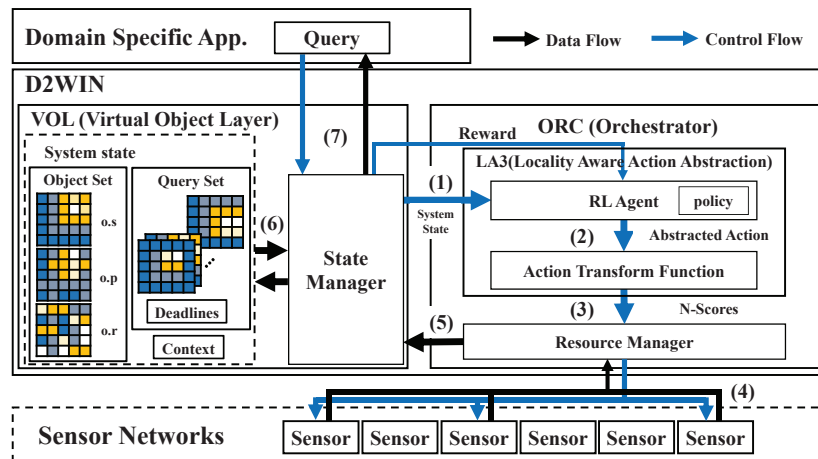 Domain Specific App.
Query
Data Flow
Control Flow
D2WIN
VOL (Virtual Object Layer)
(7)
Reward
ORC (Orchestrator)
System state
LA3(Locality Aware Action Abstraction)
Object Set
Query Set
(1)
RL Agent
policy
o.s
(6)
System
State
(2)
Abstracted Action
State
Manager
o.p
Action Transform Function
Deadlines
(3)
N-Scores
o.r
(5)
Context
Resource Manager
(4)
Sensor Networks
Sensor Sensor Sensor Sensor Sensor Sensor